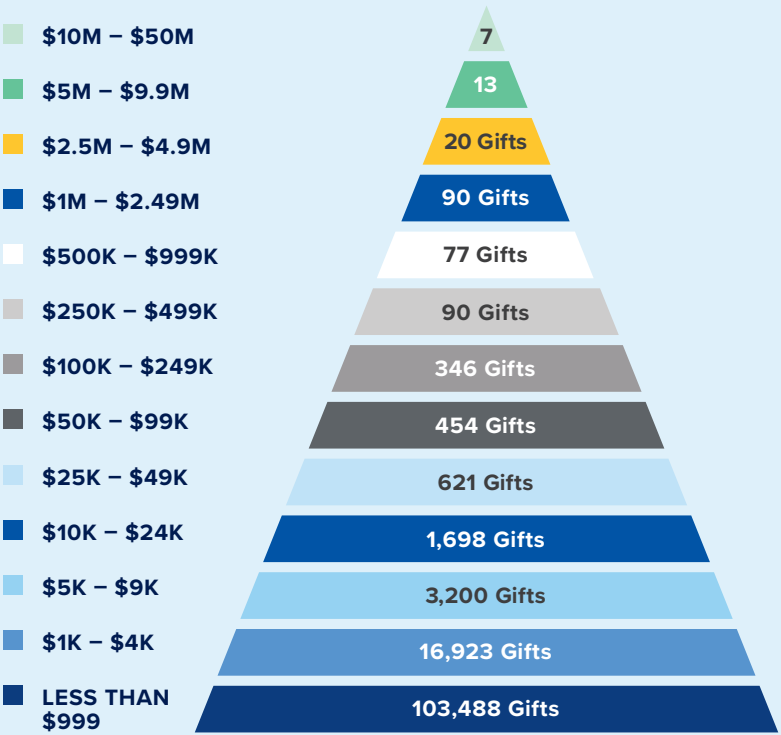 $10M – $50M
7
$5M – $9.9M
13
$2.5M – $4.9M
20 Gifts
$1M – $2.49M
90 Gifts
$500K – $999K
77 Gifts
$250K – $499K
90 Gifts
$100K – $249K
346 Gifts
$50K – $99K
454 Gifts
$25K – $49K
621 Gifts
$10K – $24K
1,698 Gifts
$5K – $9K
3,200 Gifts
$1K – $4K
16,923 Gifts
LESS THAN
$999
103,488 Gifts